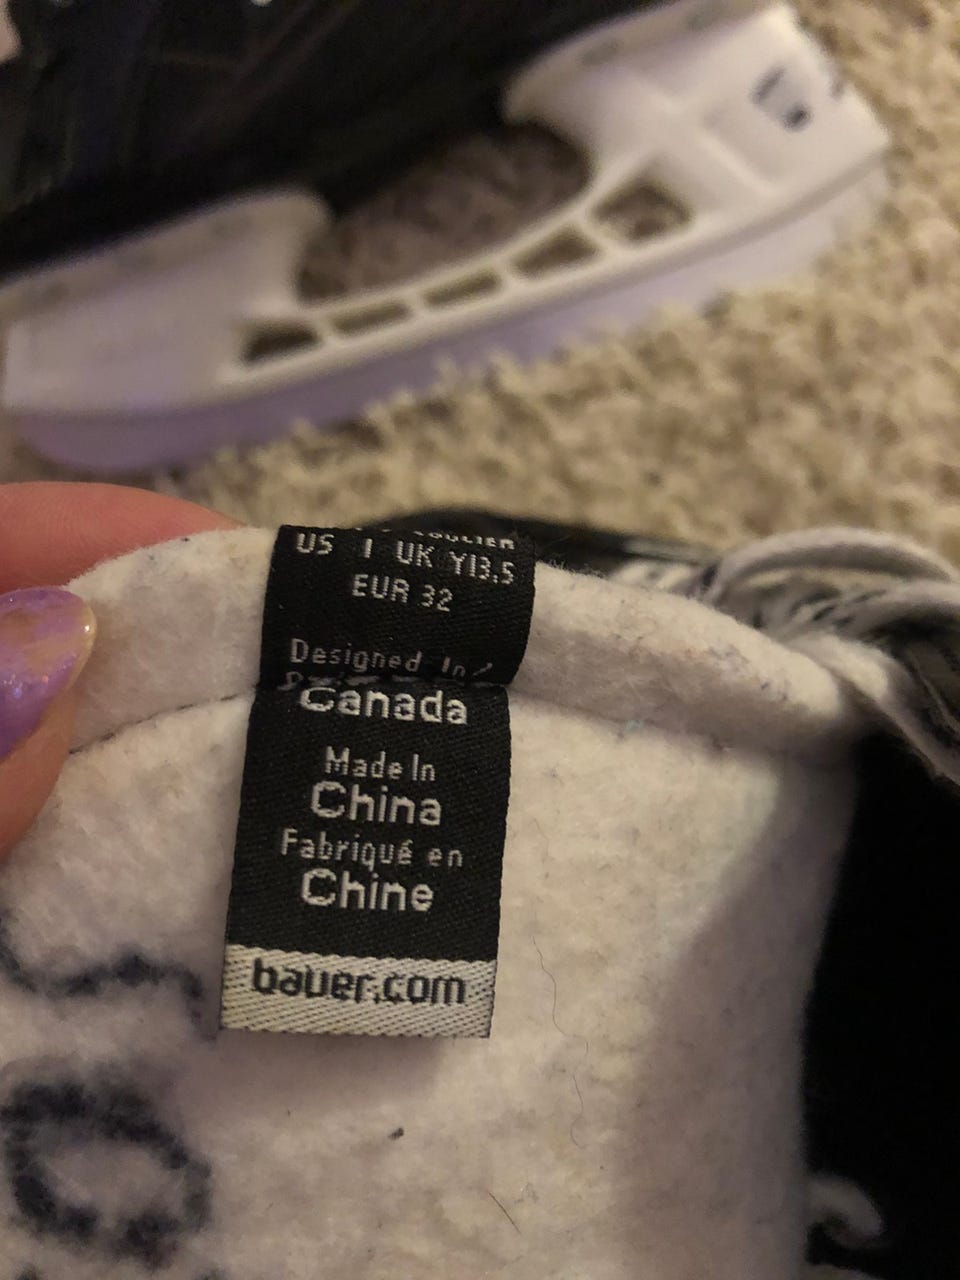 US 1 UK Y13.5
EUR 32
Designed In /
Canada
Made In
China
Fabriqué en
Chine
bauer.com